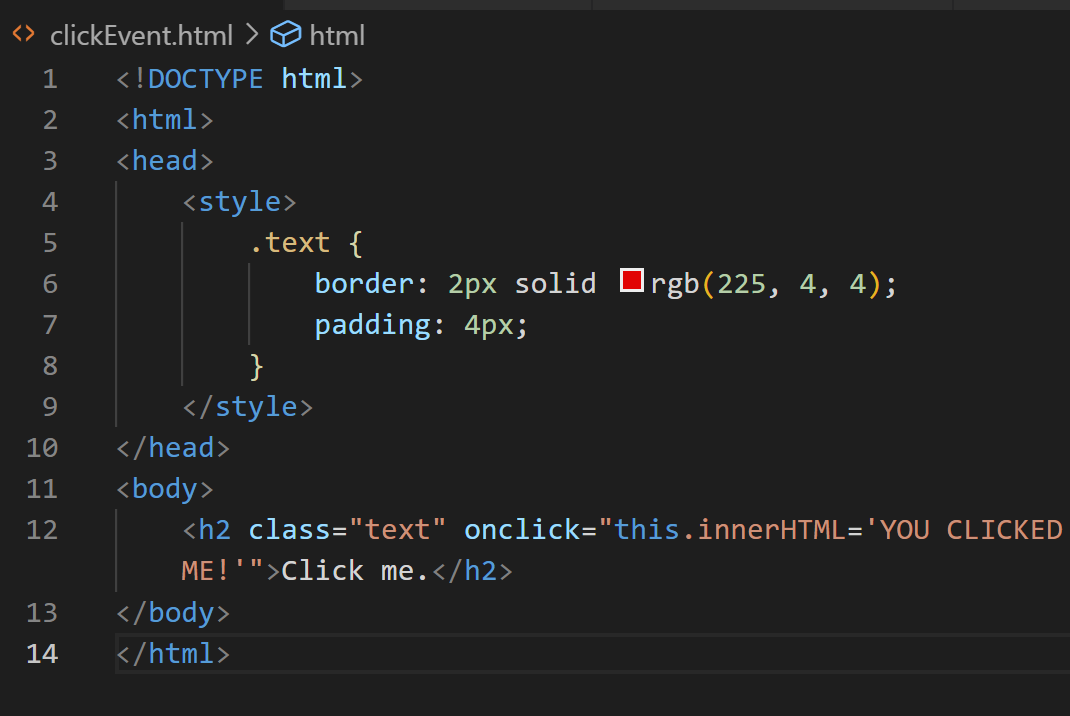 clickEvent.html > html
1 <!DOCTYPE html>
2 <html>
3 <head>
4     <style>
5         .text {
6             border: 2px solid rgb(225, 4, 4);
7             padding: 4px;
8         }
9     </style>
10 </head>
11 <body>
12     <h2 class="text" onclick="this.innerHTML='YOU CLICKED
    ME!'">Click me.</h2>
13 </body>
14 </html>